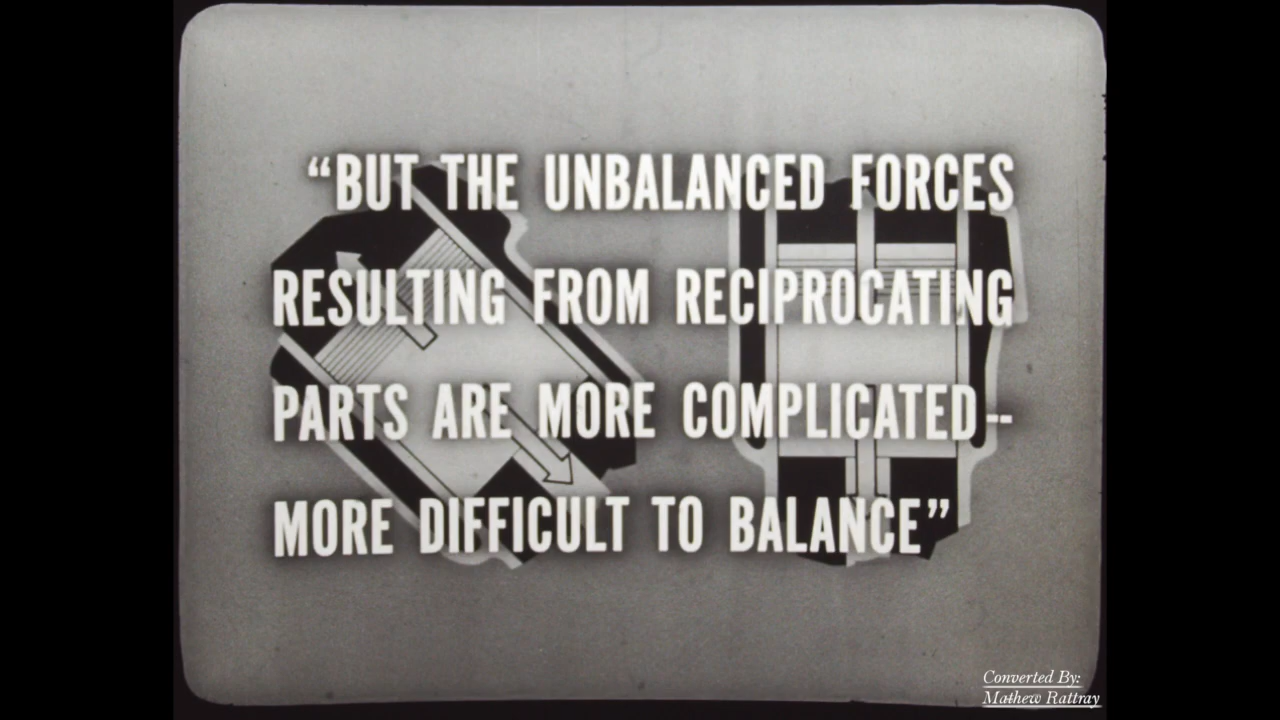 “BUT THE UNBALANCED FORCES
RESULTING FROM RECIPROCATING
PARTS ARE MORE COMPLICATED--
MORE DIFFICULT TO BALANCE”
Converted By:
Mathew Rattray